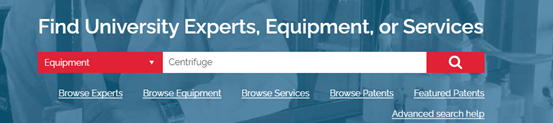 Find University Experts, Equipment, or Services
Equipment Centrifuge
Browse Experts Browse Equipment Browse Services Browse Patents Featured Patents
Advanced search help